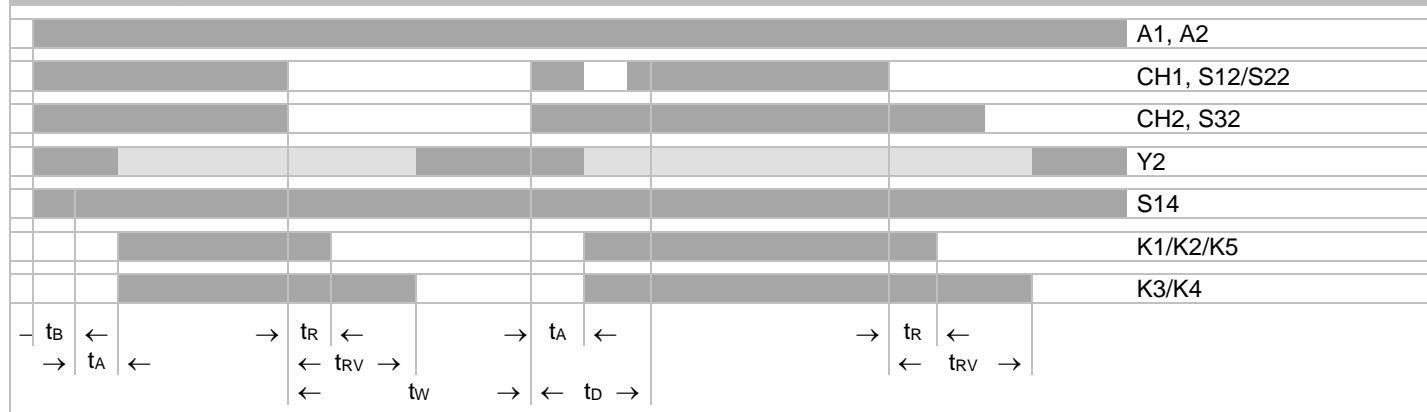 A1, A2
CH1, S12/S22
CH2, S32
Y2
S14
K1/K2/K5
K3/K4
– tB ← → tR ← → tA ← → tR ←
→ tA ← ← tRV → ← tRV →
← tW → ← tD →